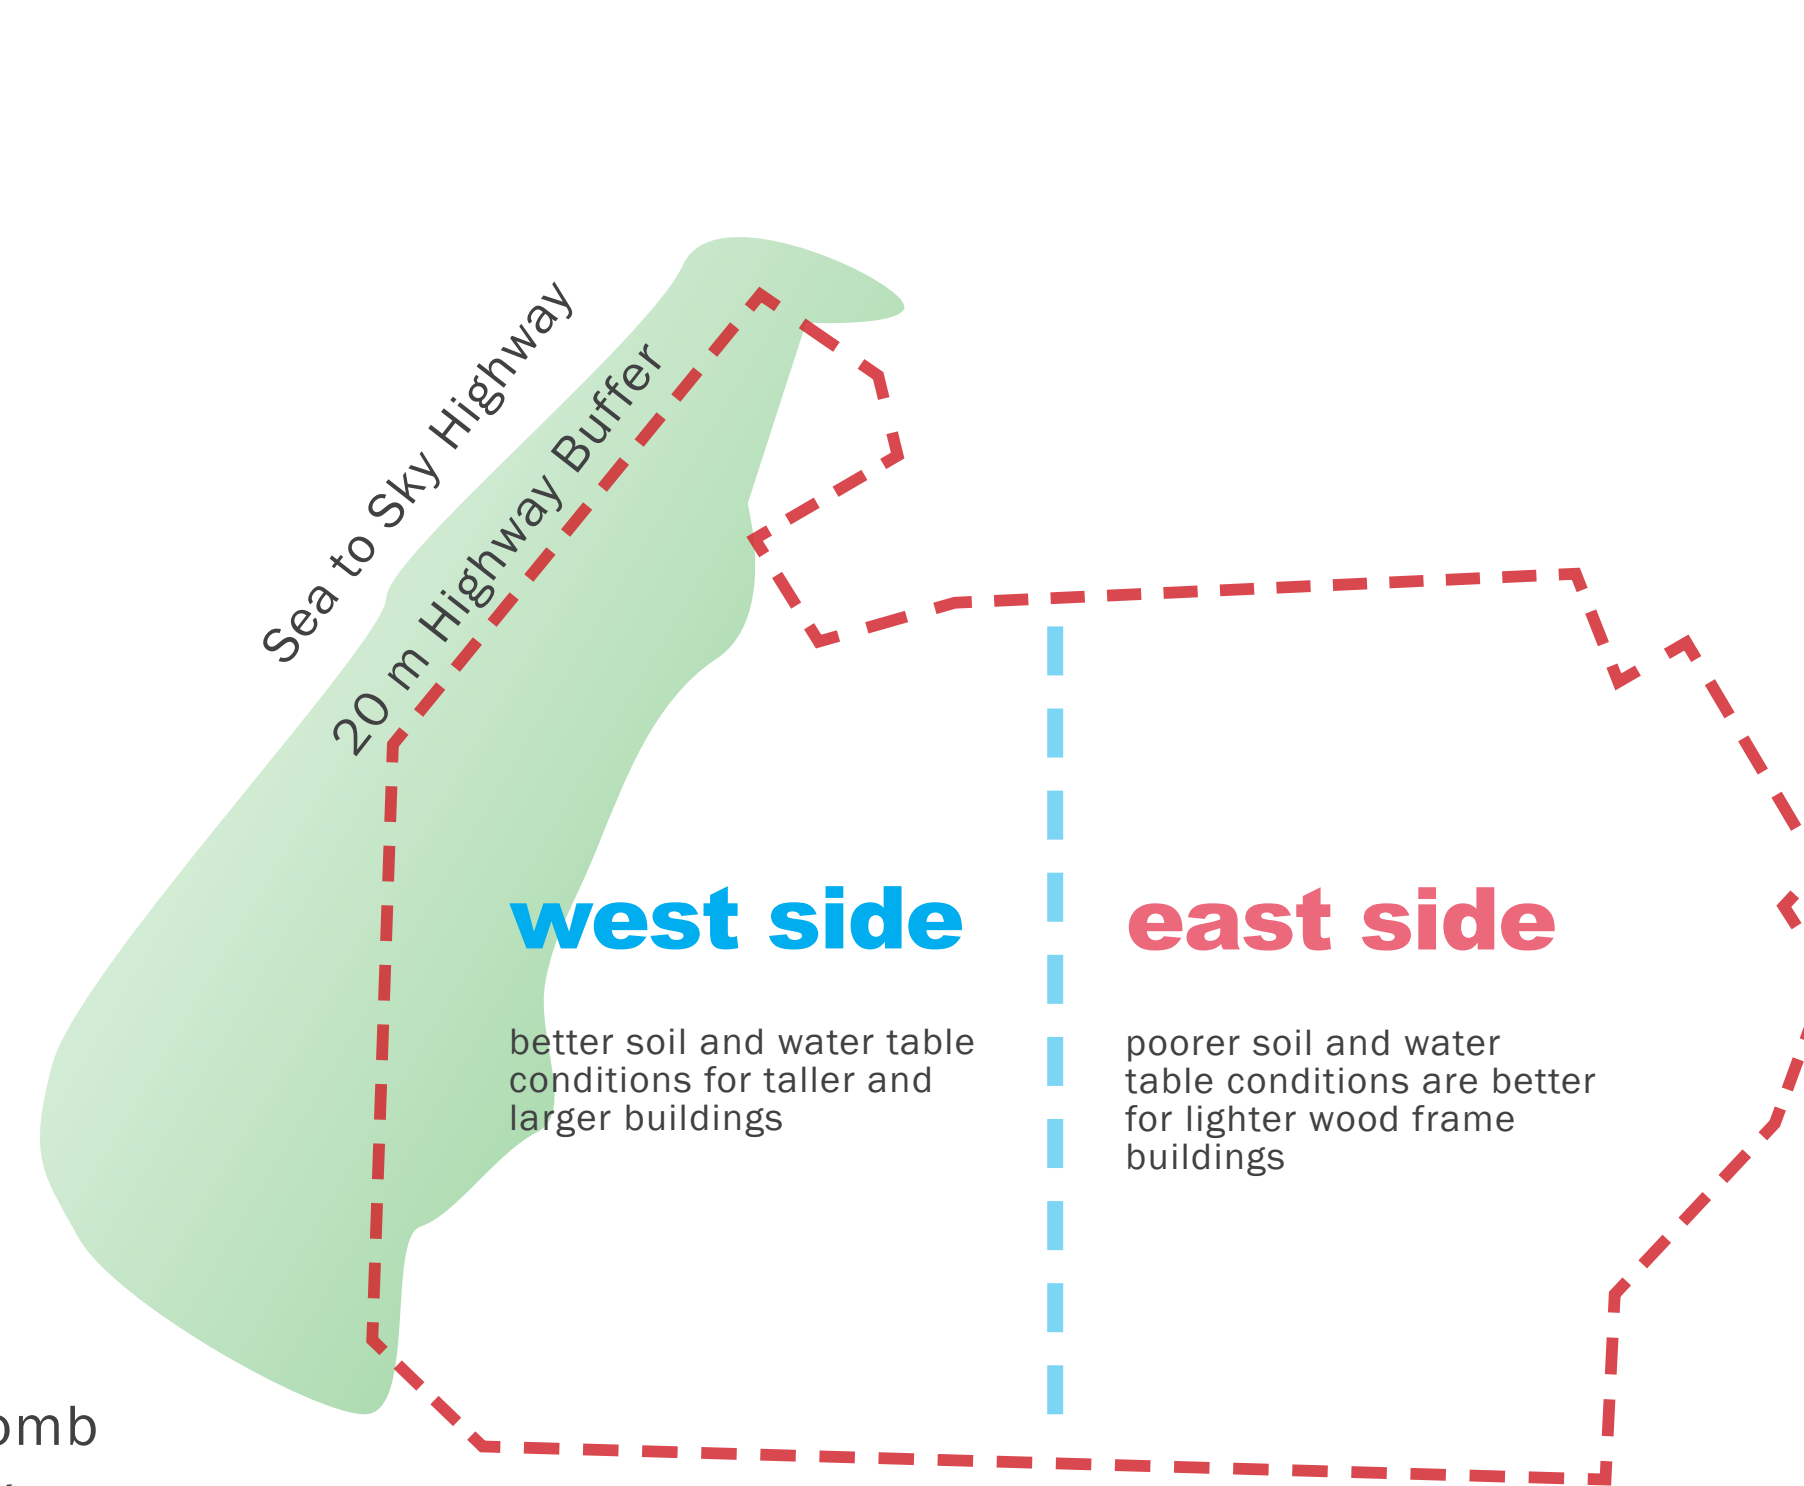 Sea to Sky Highway
20 m Highway Buffer
west side
better soil and water table
conditions for taller and
larger buildings
east side
poorer soil and water
table conditions are better
for lighter wood frame
buildings
omb